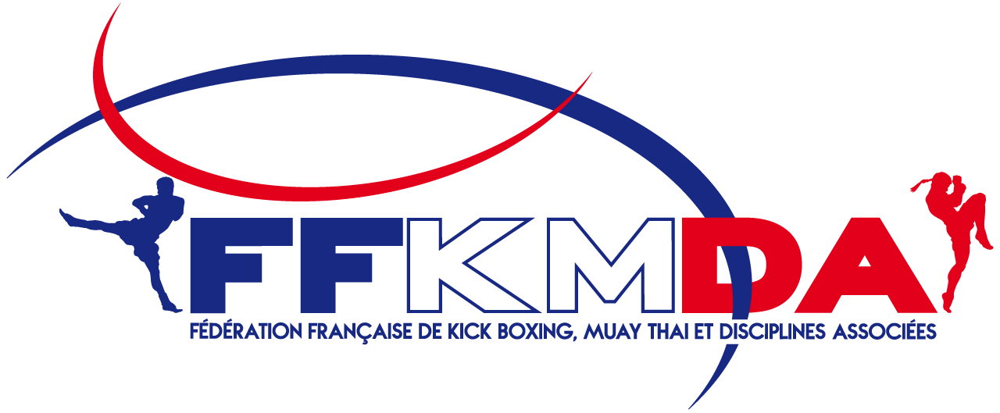 FFKMDA
FÉDÉRATION FRANÇAISE DE KICK BOXING, MUAY THAI ET DISCIPLINES ASSOCIÉES